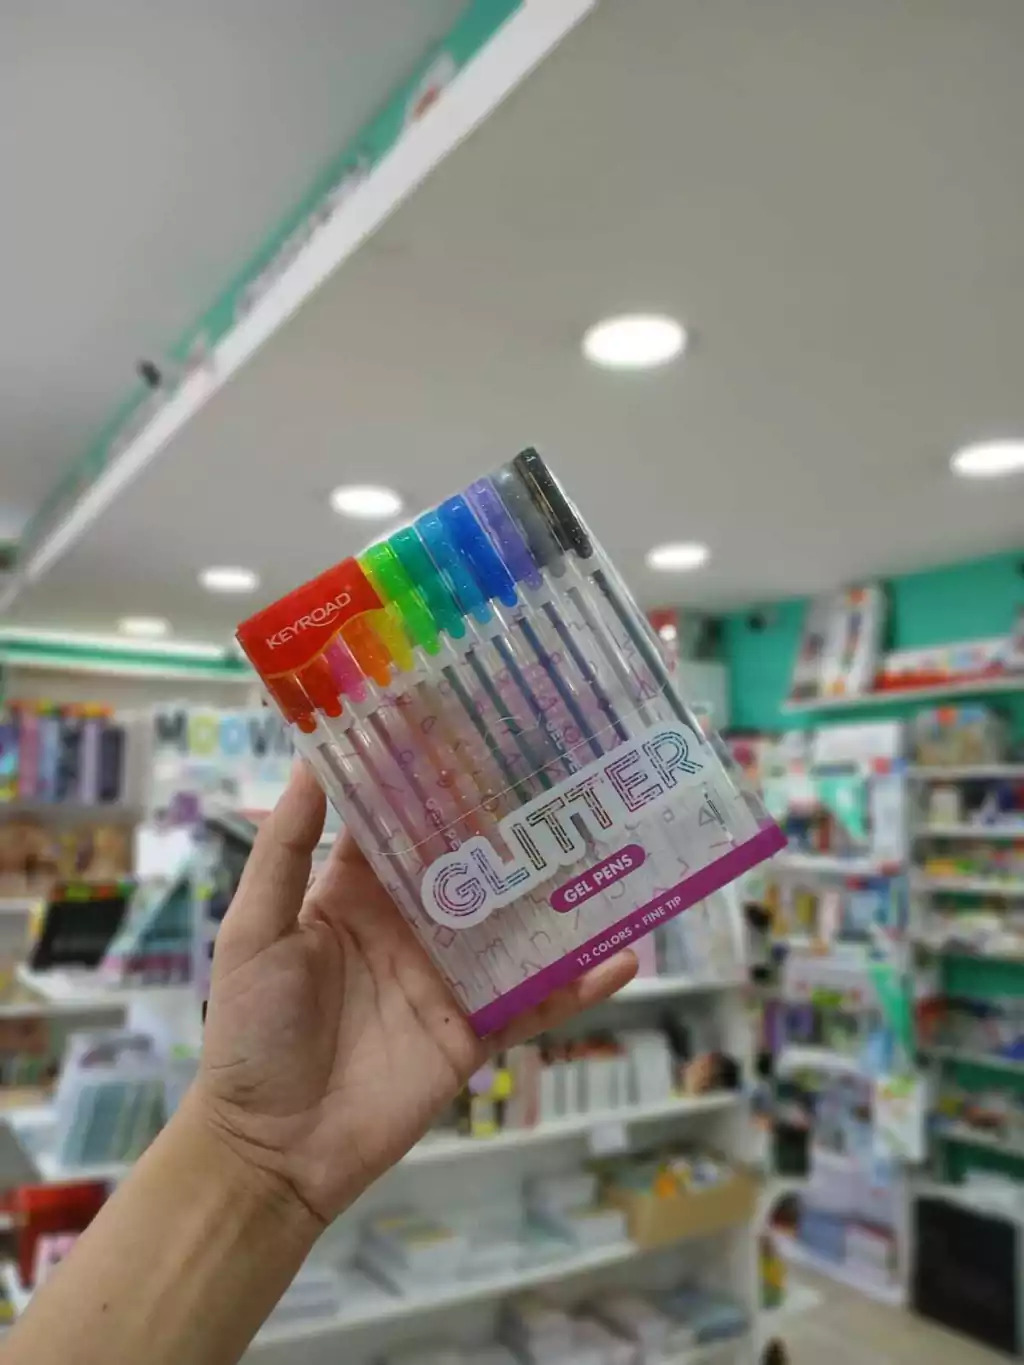 KEYROAD
GLITTER
GEL PENS
12 COLORS • FINE TIP